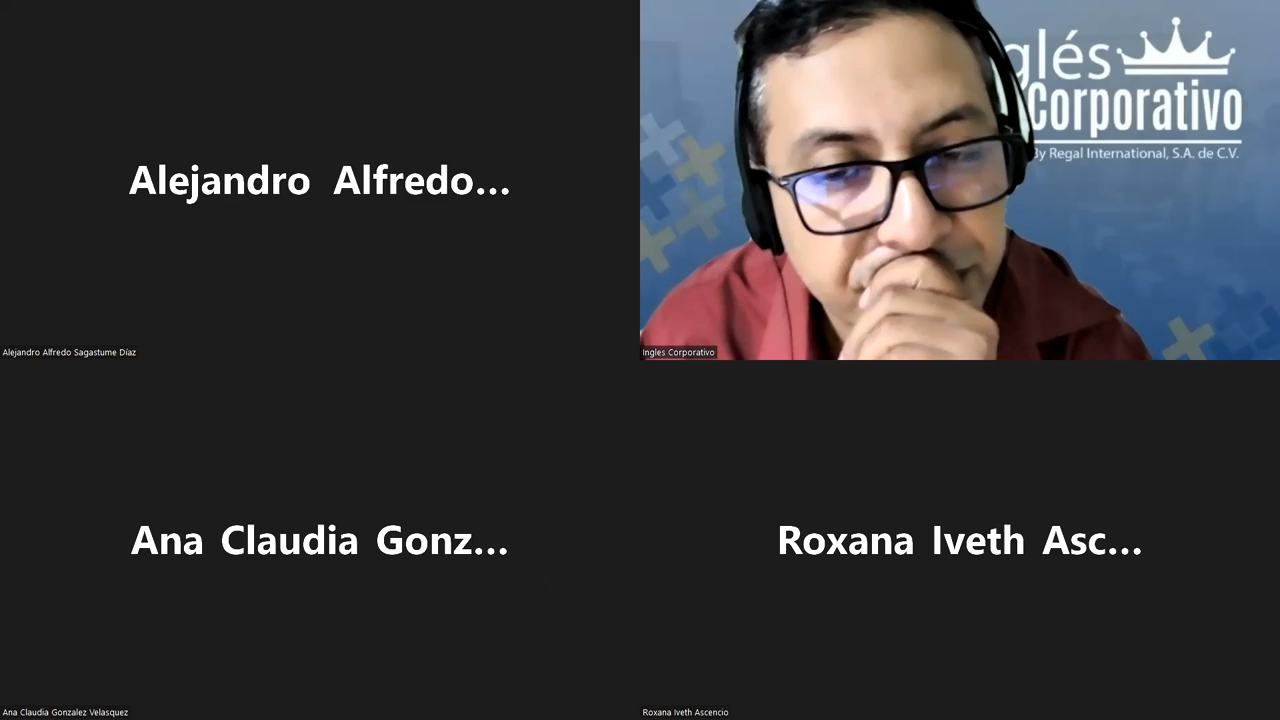 Alejandro Alfredo...
Alejandro Alfredo Sagastume Díaz
glés
Corporativo
By Regal International, S.A. de C.V.
Ingles Corporativo
Ana Claudia Gonz...
Ana Claudia Gonzalez Velasquez
Roxana Iveth Asc...
Roxana Iveth Ascencio